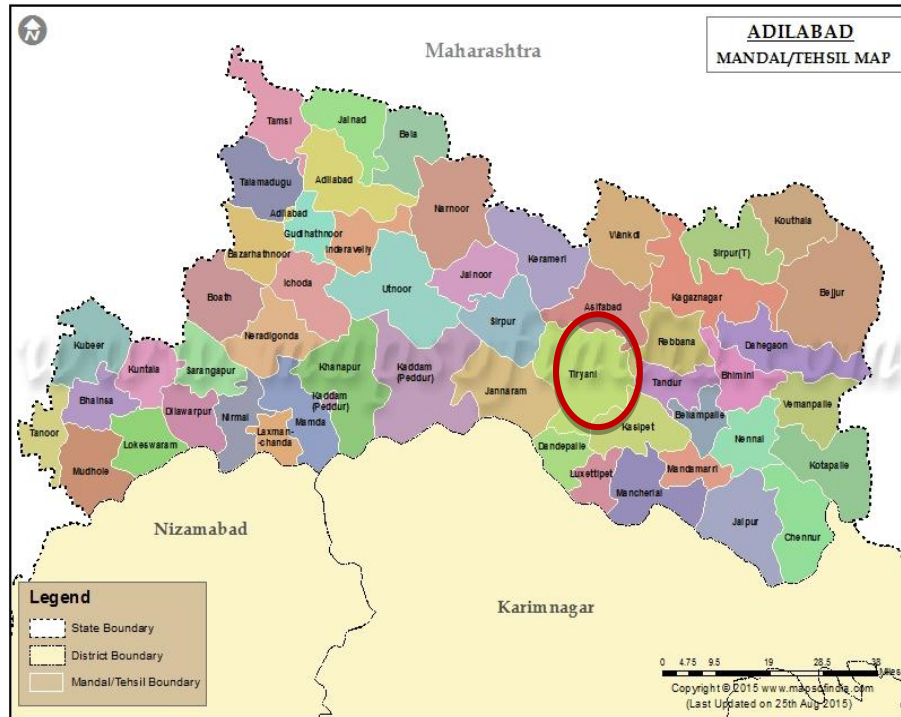 ADILABAD
MANDAL/TEHSIL MAP
Maharashtra
Tamsi
Jainad
Bela
Talamadugu
Adilabad
Narnoor
Adilabad
Gudihathnoor
Inderavelly
Bazarhathnoor
Kerameri
Wankdi
Sirpur(T)
Kouthala
Ichoda
Utnoor
Jainoor
Boath
Asifabad
Kagaznagar
Bejjur
Sirpur
Neradigonda
Rebbana
Dahegaon
Kubeer
Kuntala
Sarangapur
Khanapur
Kaddam
(Peddur)
Tiryani
Bhainsa
Kaddam
(Peddur)
Jannaram
Tandur
Bhimini
Vemanpalle
Tanoor
Dilawarpur
Nirmal
Laxman-
chanda
Mamda
Bellampalle
Kasipet
Nennal
Lokeswaram
Dandepalle
Mudhole
Luxettipet
Mandamarri
Kotapalle
Mancherial
Jaipur
Chennur
Nizamabad
Karimnagar
Legend
State Boundary
District Boundary
Mandal/Tehsil Boundary
0 4.75 9.5 19 28.5 38
Miles
Copyright © 2015 www.mapsofindia.com
(Last Updated on 25th Aug 2015)